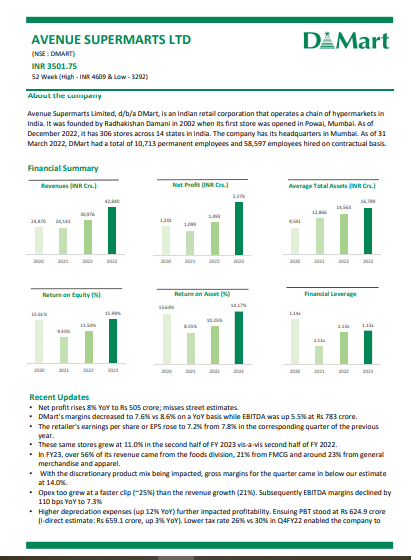 AVENUE SUPERMARTS LTD
DMart
(NSE : DMART)
INR 3501.75
52 Week (High - INR 4609 & Low - 3292)
About the company
Avenue Supermarts Limited, d/b/a DMart, is an Indian retail corporation that operates a chain of hypermarkets in
India. It was founded by Radhakishan Damani in 2002 when its first store was opened in Powai, Mumbai. As of
December 2022, it has 306 stores across 14 states in India. The company has its headquarters in Mumbai. As of 31
March 2022, DMart had a total of 10,713 permanent employees and 58,597 employees hired on contractual basis.
Financial Summary
Revenues (INR Crs.)
24,870 24,143 30,976 42,840
2020 2021 2022 2023
Net Profit (INR Crs.)
1,301 1,099 1,493 2,379
2020 2021 2022 2023
Average Total Assets (INR Crs.)
9,541 12,866 14,563 16,789
2020 2021 2022 2023
Return on Equity (%)
15.61% 9.45% 11.54% 15.99%
2020 2021 2022 2023
Return on Asset (%)
13.64% 8.55% 10.25% 14.17%
2020 2021 2022 2023
Financial Leverage
1.14x 1.11x 1.13x 1.13x
2020 2021 2022 2023
Recent Updates
• Net profit rises 8% YoY to Rs 505 crore; misses street estimates.
• DMart's margins decreased to 7.6% vs 8.6% on a YoY basis while EBITDA was up 5.5% at Rs 783 crore.
• The retailer's earnings per share or EPS rose to 7.2% from 7.8% in the corresponding quarter of the previous
year.
• These same stores grew at 11.0% in the second half of FY 2023 vis-a-vis second half of FY 2022.
• In FY23, over 56% of its revenue came from the foods division, 21% from FMCG and around 23% from general
merchandise and apparel.
• With the discretionary product mix being impacted, gross margins for the quarter came in below our estimate
at 14.0%.
• Opex too grew at a faster clip (~25%) than the revenue growth (21%). Subsequently EBITDA margins declined by
110 bps YoY to 7.3%
• Higher depreciation expenses (up 12% YoY) further impacted profitability. Ensuing PBT stood at Rs 624.9 crore
(I-direct estimate: Rs 659.1 crore, up 3% YoY). Lower tax rate 26% vs 30% in Q4FY22 enabled the company to